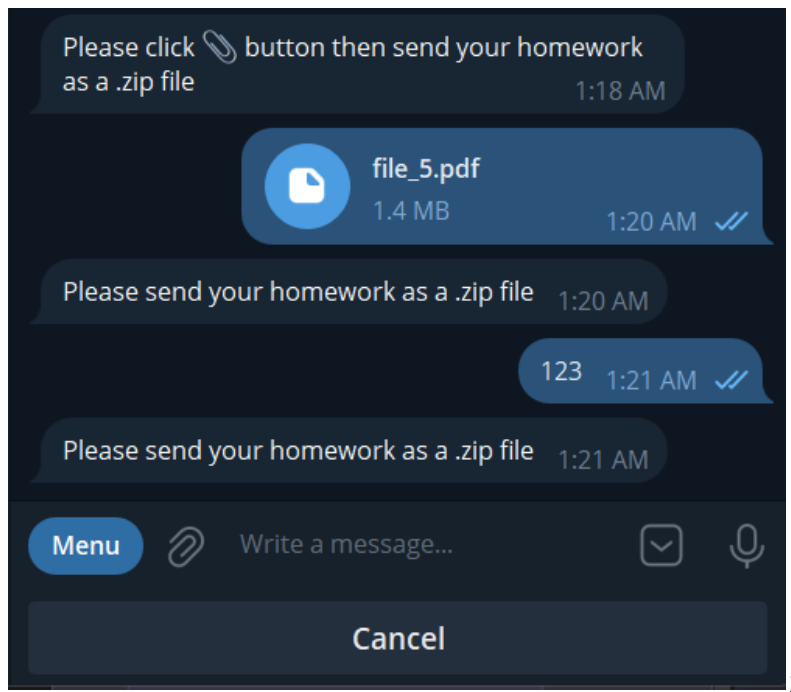 Please click 📎 button then send your homework
as a .zip file
1:18 AM
file_5.pdf
1.4 MB
1:20 AM
Please send your homework as a .zip file 1:20 AM
123 1:21 AM
Please send your homework as a .zip file 1:21 AM
Menu
Write a message...
Cancel